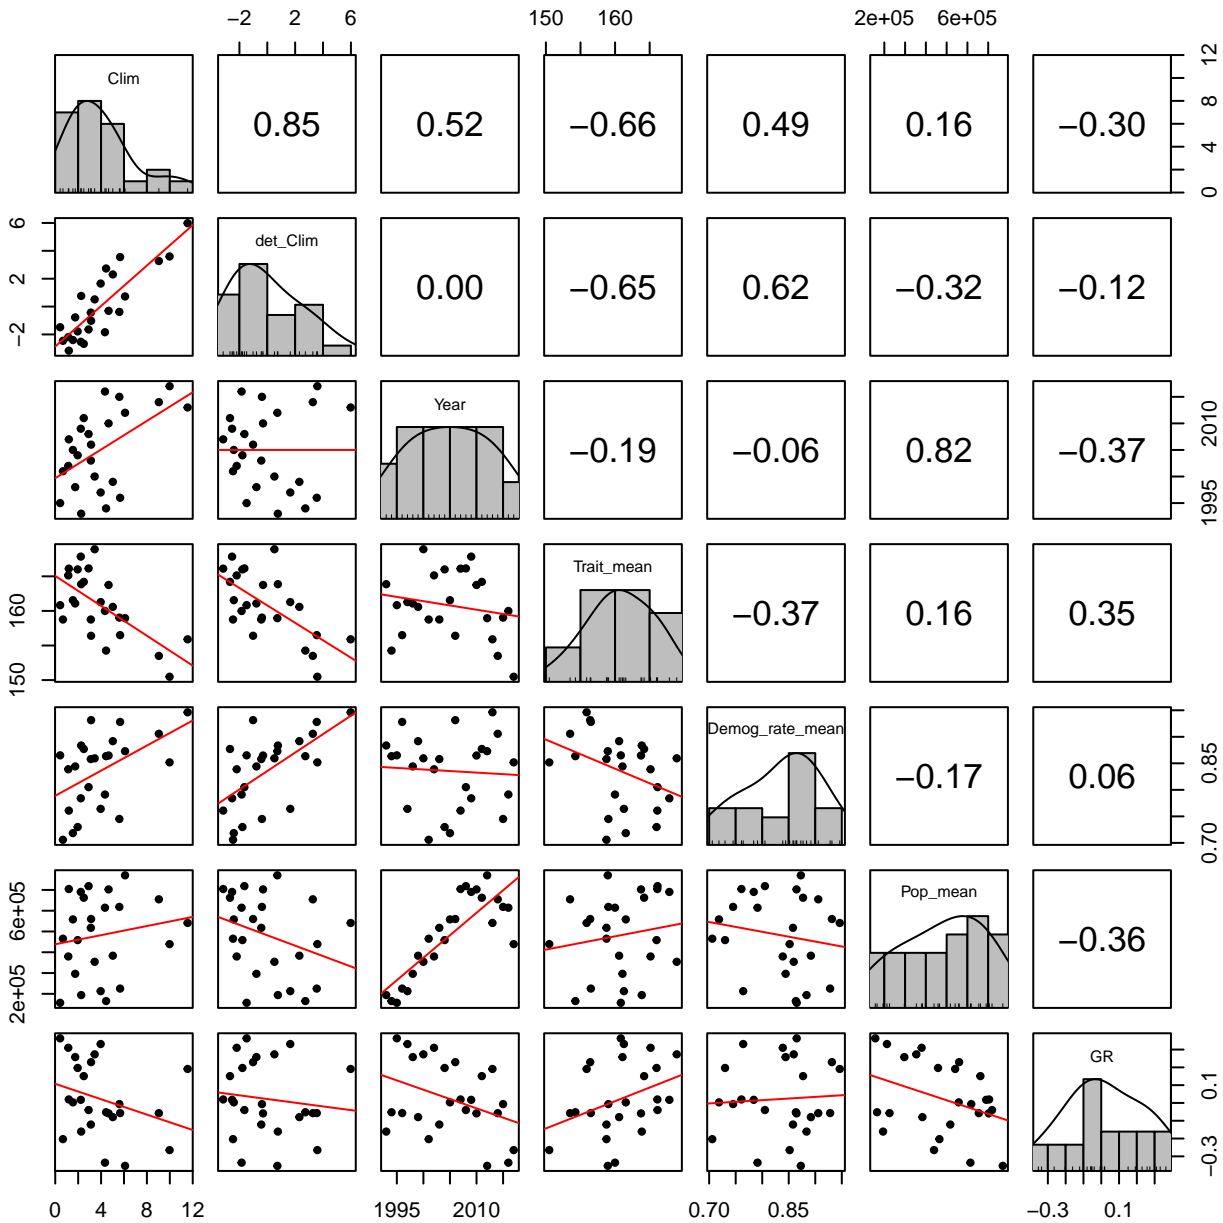 −2 2 6 150 160 2e+05 6e+05
Clim 0.85 0.52 −0.66 0.49 0.16 −0.30 0 4 8 12
−2 2 6 det_Clim 0.00 −0.65 0.62 −0.32 −0.12
Year −0.19 −0.06 0.82 −0.37 1995 2010
150 160 Trait_mean −0.37 0.16 0.35
Demog_rate_mean −0.17 0.06 0.70 0.85
2e+05 6e+05 Pop_mean −0.36
GR −0.3 0.1
0 4 8 12 1995 2010 0.70 0.85 −0.3 0.1